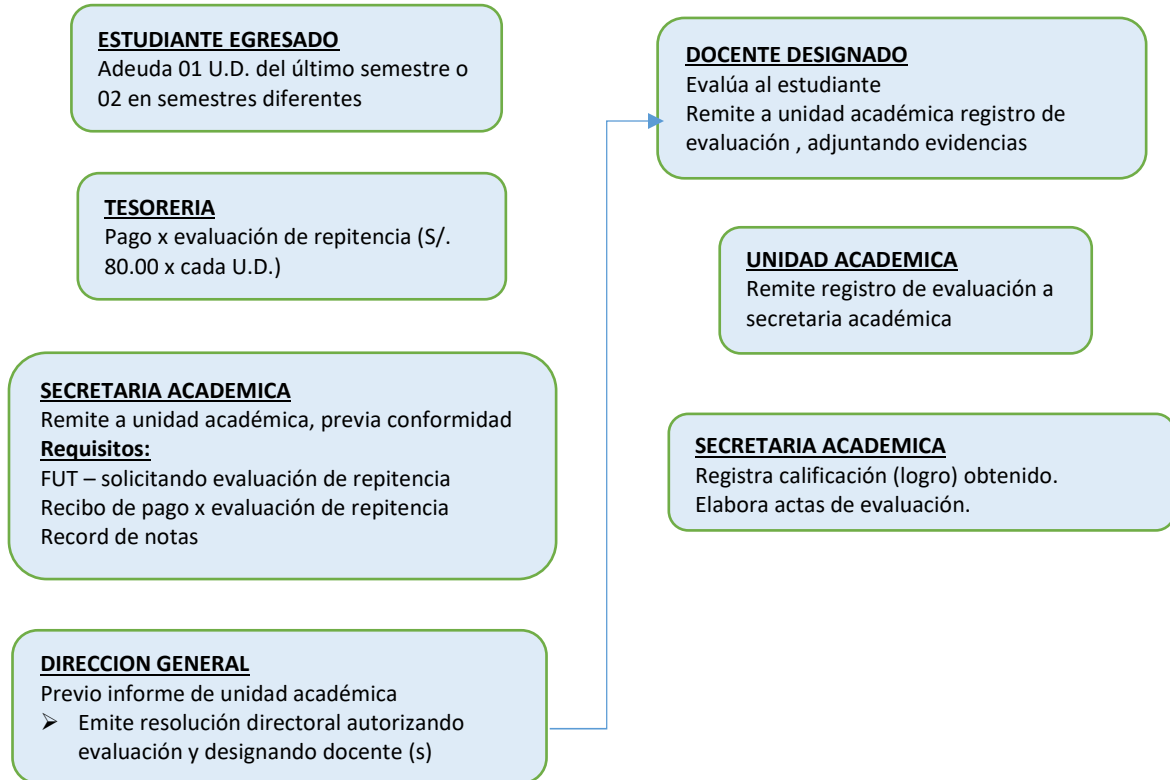 ESTUDIANTE EGRESADO
Adeuda 01 U.D. del último semestre o
02 en semestres diferentes
TESORERIA
Pago x evaluación de repitencia (S/.
80.00 x cada U.D.)
SECRETARIA ACADEMICA
Remite a unidad académica, previa conformidad
Requisitos:
FUT – solicitando evaluación de repitencia
Recibo de pago x evaluación de repitencia
Record de notas
DIRECCION GENERAL
Previo informe de unidad académica
➢ Emite resolución directoral autorizando
evaluación y designando docente (s)
DOCENTE DESIGNADO
Evalúa al estudiante
Remite a unidad académica registro de
evaluación , adjuntando evidencias
UNIDAD ACADEMICA
Remite registro de evaluación a
secretaria académica
SECRETARIA ACADEMICA
Registra calificación (logro) obtenido.
Elabora actas de evaluación.